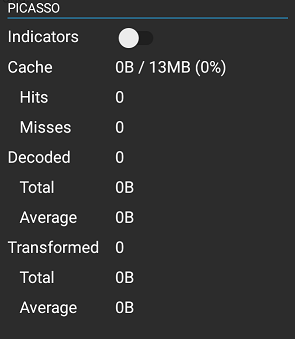 PICASSO
Indicators
Cache 0B / 13MB (0%)
Hits 0
Misses 0
Decoded 0
Total 0B
Average 0B
Transformed 0
Total 0B
Average 0B